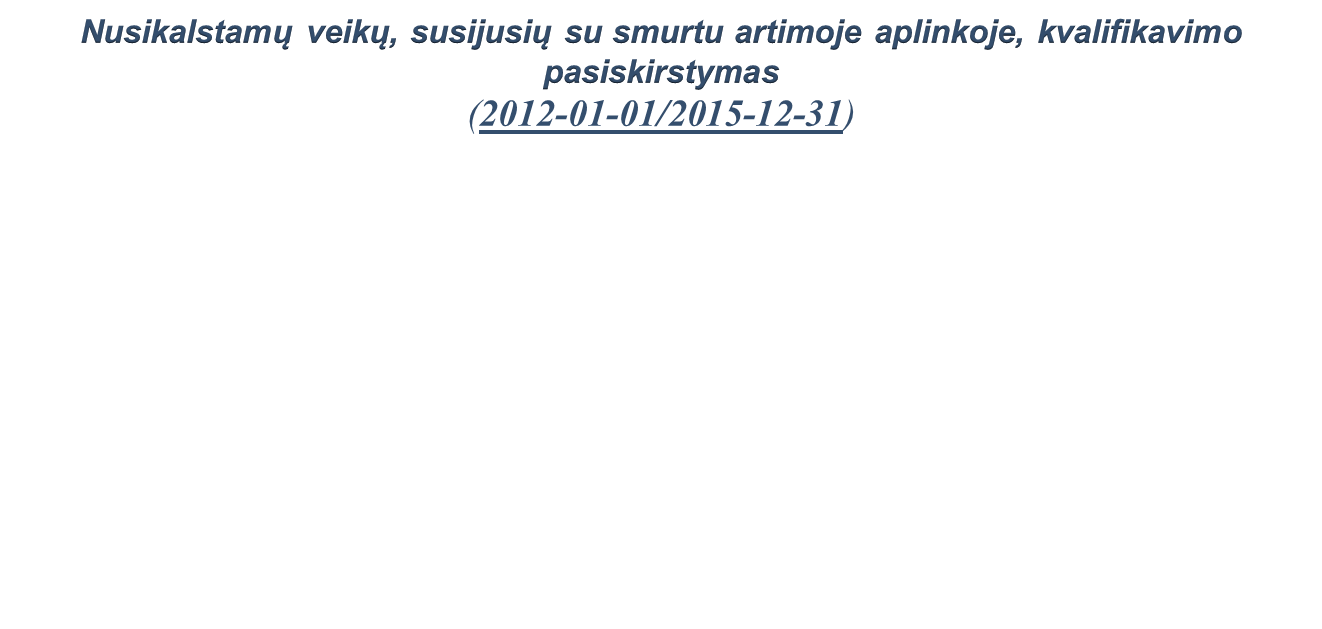 Nusikalstamų veikų, susijusių su smurtu artimoje aplinkoje, kvalifikavimo
pasiskirstymas
(2012-01-01/2015-12-31)